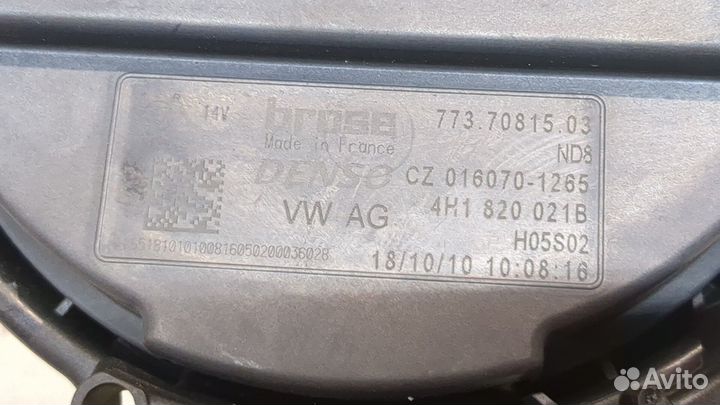 14V brose 773.70815.03
Made in France ND8
DENSO CZ 016070-1265
VW AG 4H1 820 021B
H05S02
55181010100816050200036028
18/10/10 10:08:16
Avito